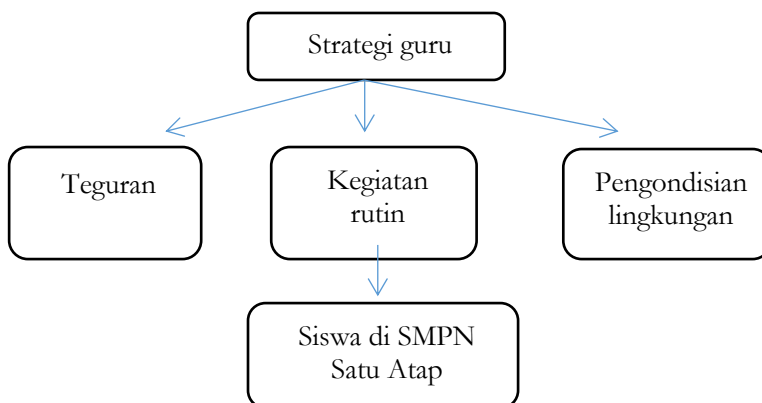 Strategi guru
Teguran
Kegiatan
rutin
Pengondisian
lingkungan
Siswa di SMPN
Satu Atap